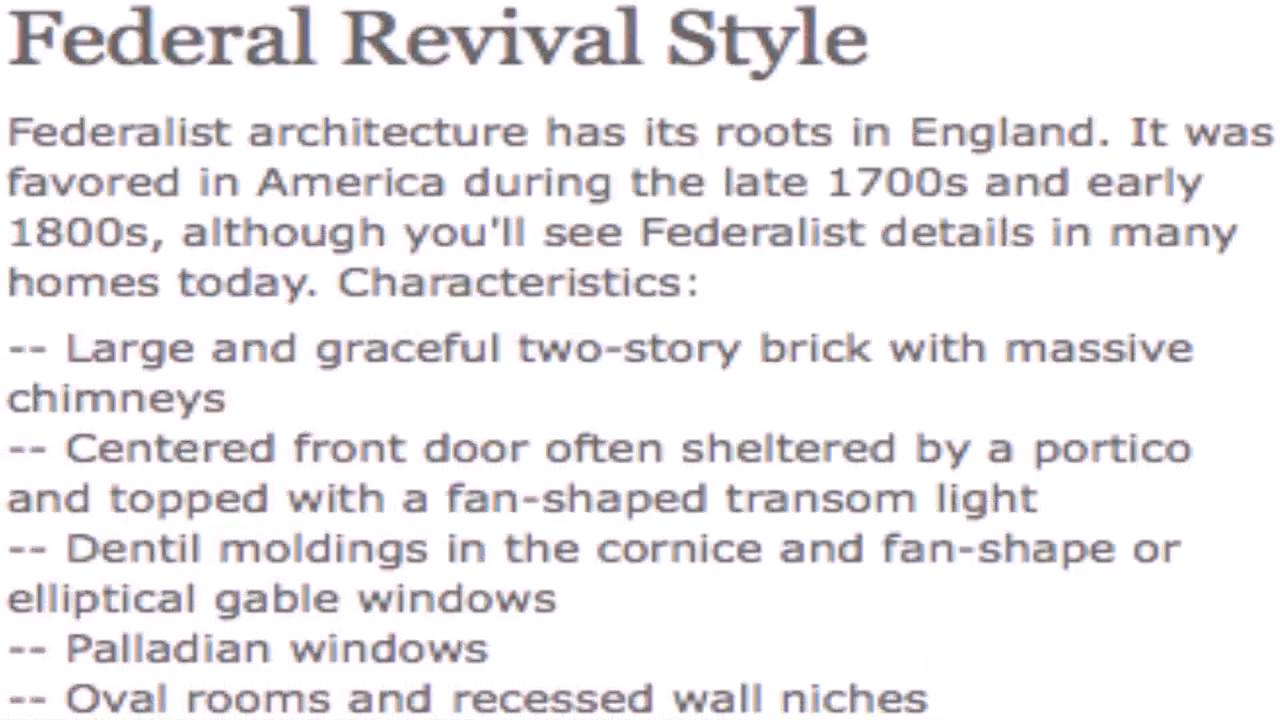 Federal Revival Style
Federalist architecture has its roots in England. It was
favored in America during the late 1700s and early
1800s, although you'll see Federalist details in many
homes today. Characteristics:
-- Large and graceful two-story brick with massive
chimneys
-- Centered front door often sheltered by a portico
and topped with a fan-shaped transom light
-- Dentil moldings in the cornice and fan-shape or
elliptical gable windows
-- Palladian windows
-- Oval rooms and recessed wall niches